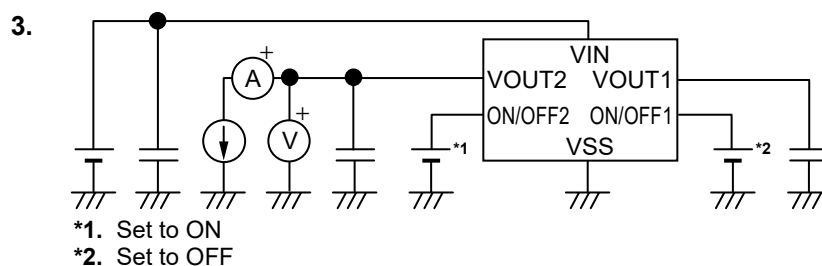 3.
+
A
VIN
VOUT2 VOUT1
+
V
ON/OFF2 ON/OFF1
*1
VSS
*2
*1. Set to ON
*2. Set to OFF